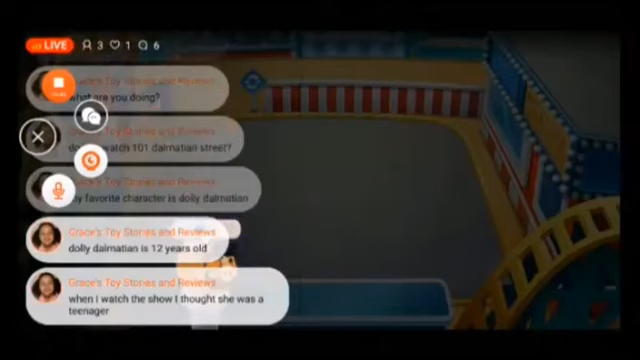 LIVE 3 1 6
Grace's Toy Stories and Reviews
what are you doing?
Grace's Toy Stories and Reviews
watch 101 dalmatian street?
Grace's Toy Stories and Reviews
my favorite character is dolly dalmatian
Grace's Toy Stories and Reviews
dolly dalmatian is 12 years old
Grace's Toy Stories and Reviews
when i watch the show I thought she was a
teenager